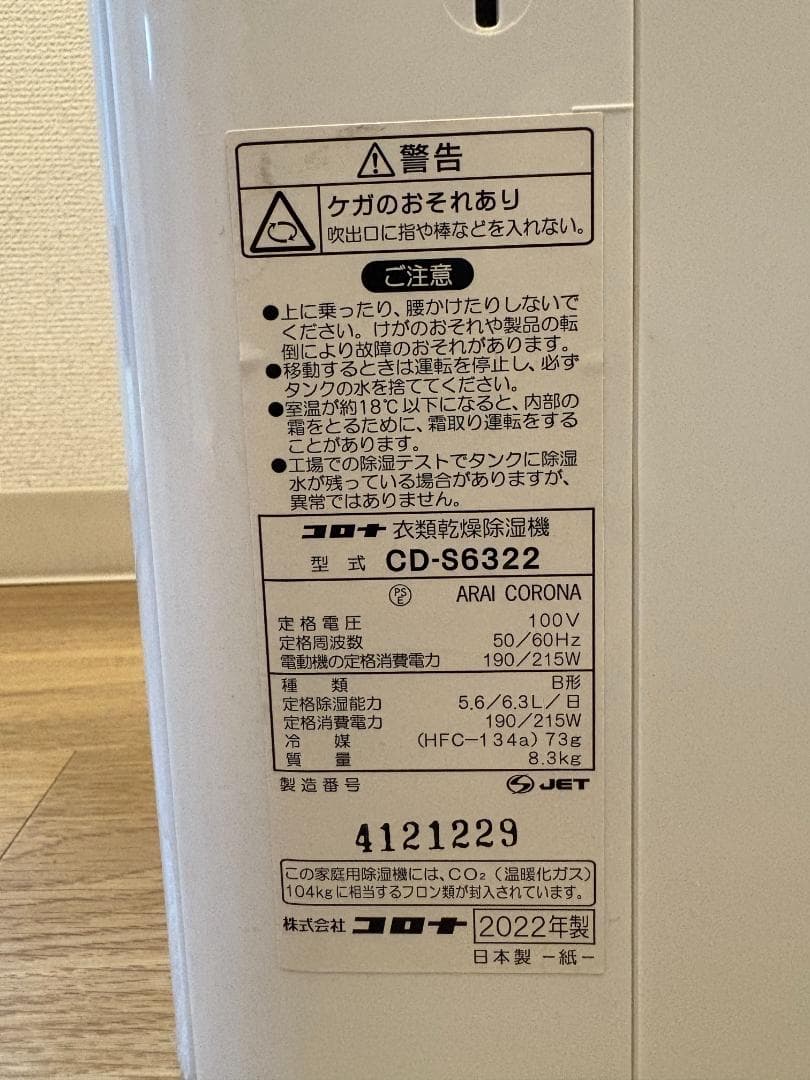 警告
ケガのおそれあり
吹出口に指や棒などを入れない。
ご注意
●上に乗ったり、腰かけたりしないで
ください。けがのおそれや製品の転
倒により故障のおそれがあります。
●移動するときは運転を停止し、必ず
タンクの水を捨ててください。
●室温が約18℃以下になると、内部の
霜をとるために、霜取り運転をする
ことがあります。
●工場での除湿テストでタンクに除湿
水が残っている場合がありますが、
異常ではありません。
コロナ 衣類乾燥除湿機
型式 CD-S6322
PSE ARAI CORONA
定格電圧 100V
定格周波数 50/60Hz
電動機の定格消費電力 190/215W
種類 B形
定格除湿能力 5.6/6.3L/日
定格消費電力 190/215W
冷媒 (HFC-134a) 73g
質量 8.3kg
製造番号 JET
4121229
この家庭用除湿機には、CO₂(温暖化ガス)
104kgに相当するフロン類が封入されています。
株式会社 コロナ 2022年製
日本製 -紙-